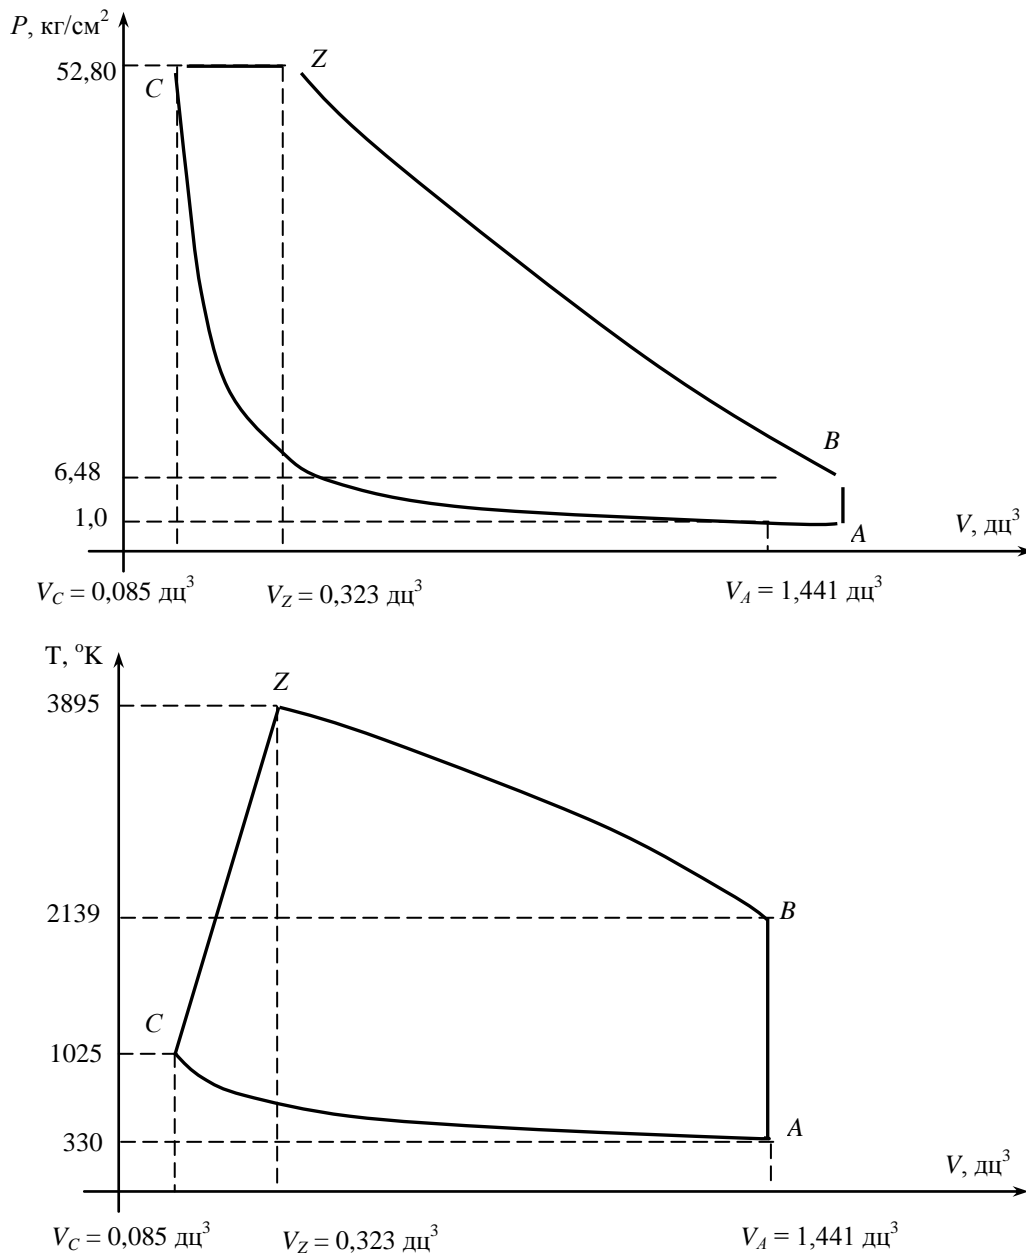 P, кг/см²
52,80
C
Z
B
6,48
1,0
A
V, дц³
V_C = 0,085 дц³
V_Z = 0,323 дц³
V_A = 1,441 дц³
T, °K
Z
3895
2139
B
C
1025
330
A
V, дц³
V_C = 0,085 дц³
V_Z = 0,323 дц³
V_A = 1,441 дц³